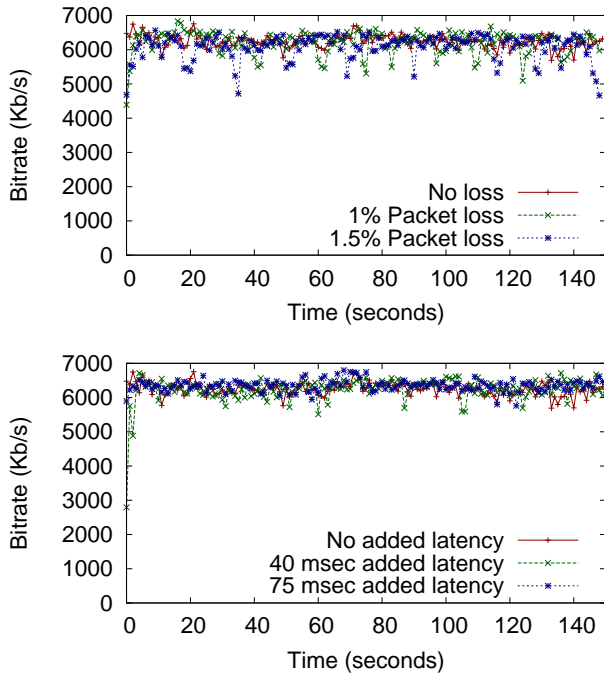 7000
6000
5000
4000
3000
2000
1000
0
Bitrate (Kb/s)
No loss
1% Packet loss
1.5% Packet loss
0 20 40 60 80 100 120 140
Time (seconds)
7000
6000
5000
4000
3000
2000
1000
0
Bitrate (Kb/s)
No added latency
40 msec added latency
75 msec added latency
0 20 40 60 80 100 120 140
Time (seconds)